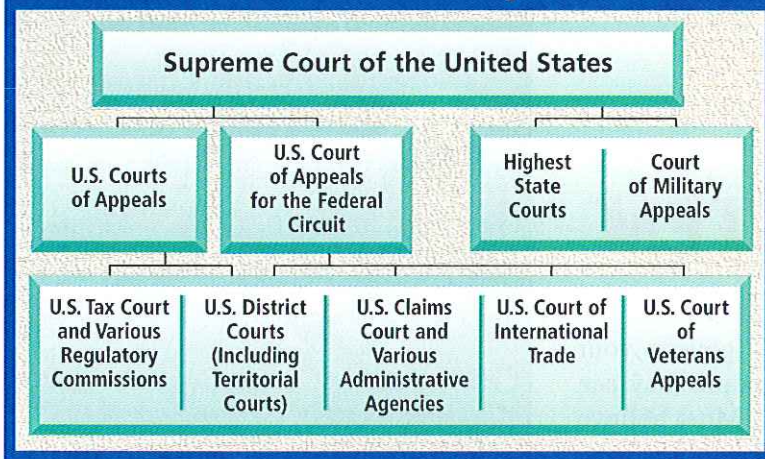 Supreme Court of the United States
U.S. Courts
of Appeals
U.S. Court
of Appeals
for the Federal
Circuit
Highest
State
Courts
Court
of Military
Appeals
U.S. Tax Court
and Various
Regulatory
Commissions
U.S. District
Courts
(Including
Territorial
Courts)
U.S. Claims
Court and
Various
Administrative
Agencies
U.S. Court of
International
Trade
U.S. Court
of
Veterans
Appeals